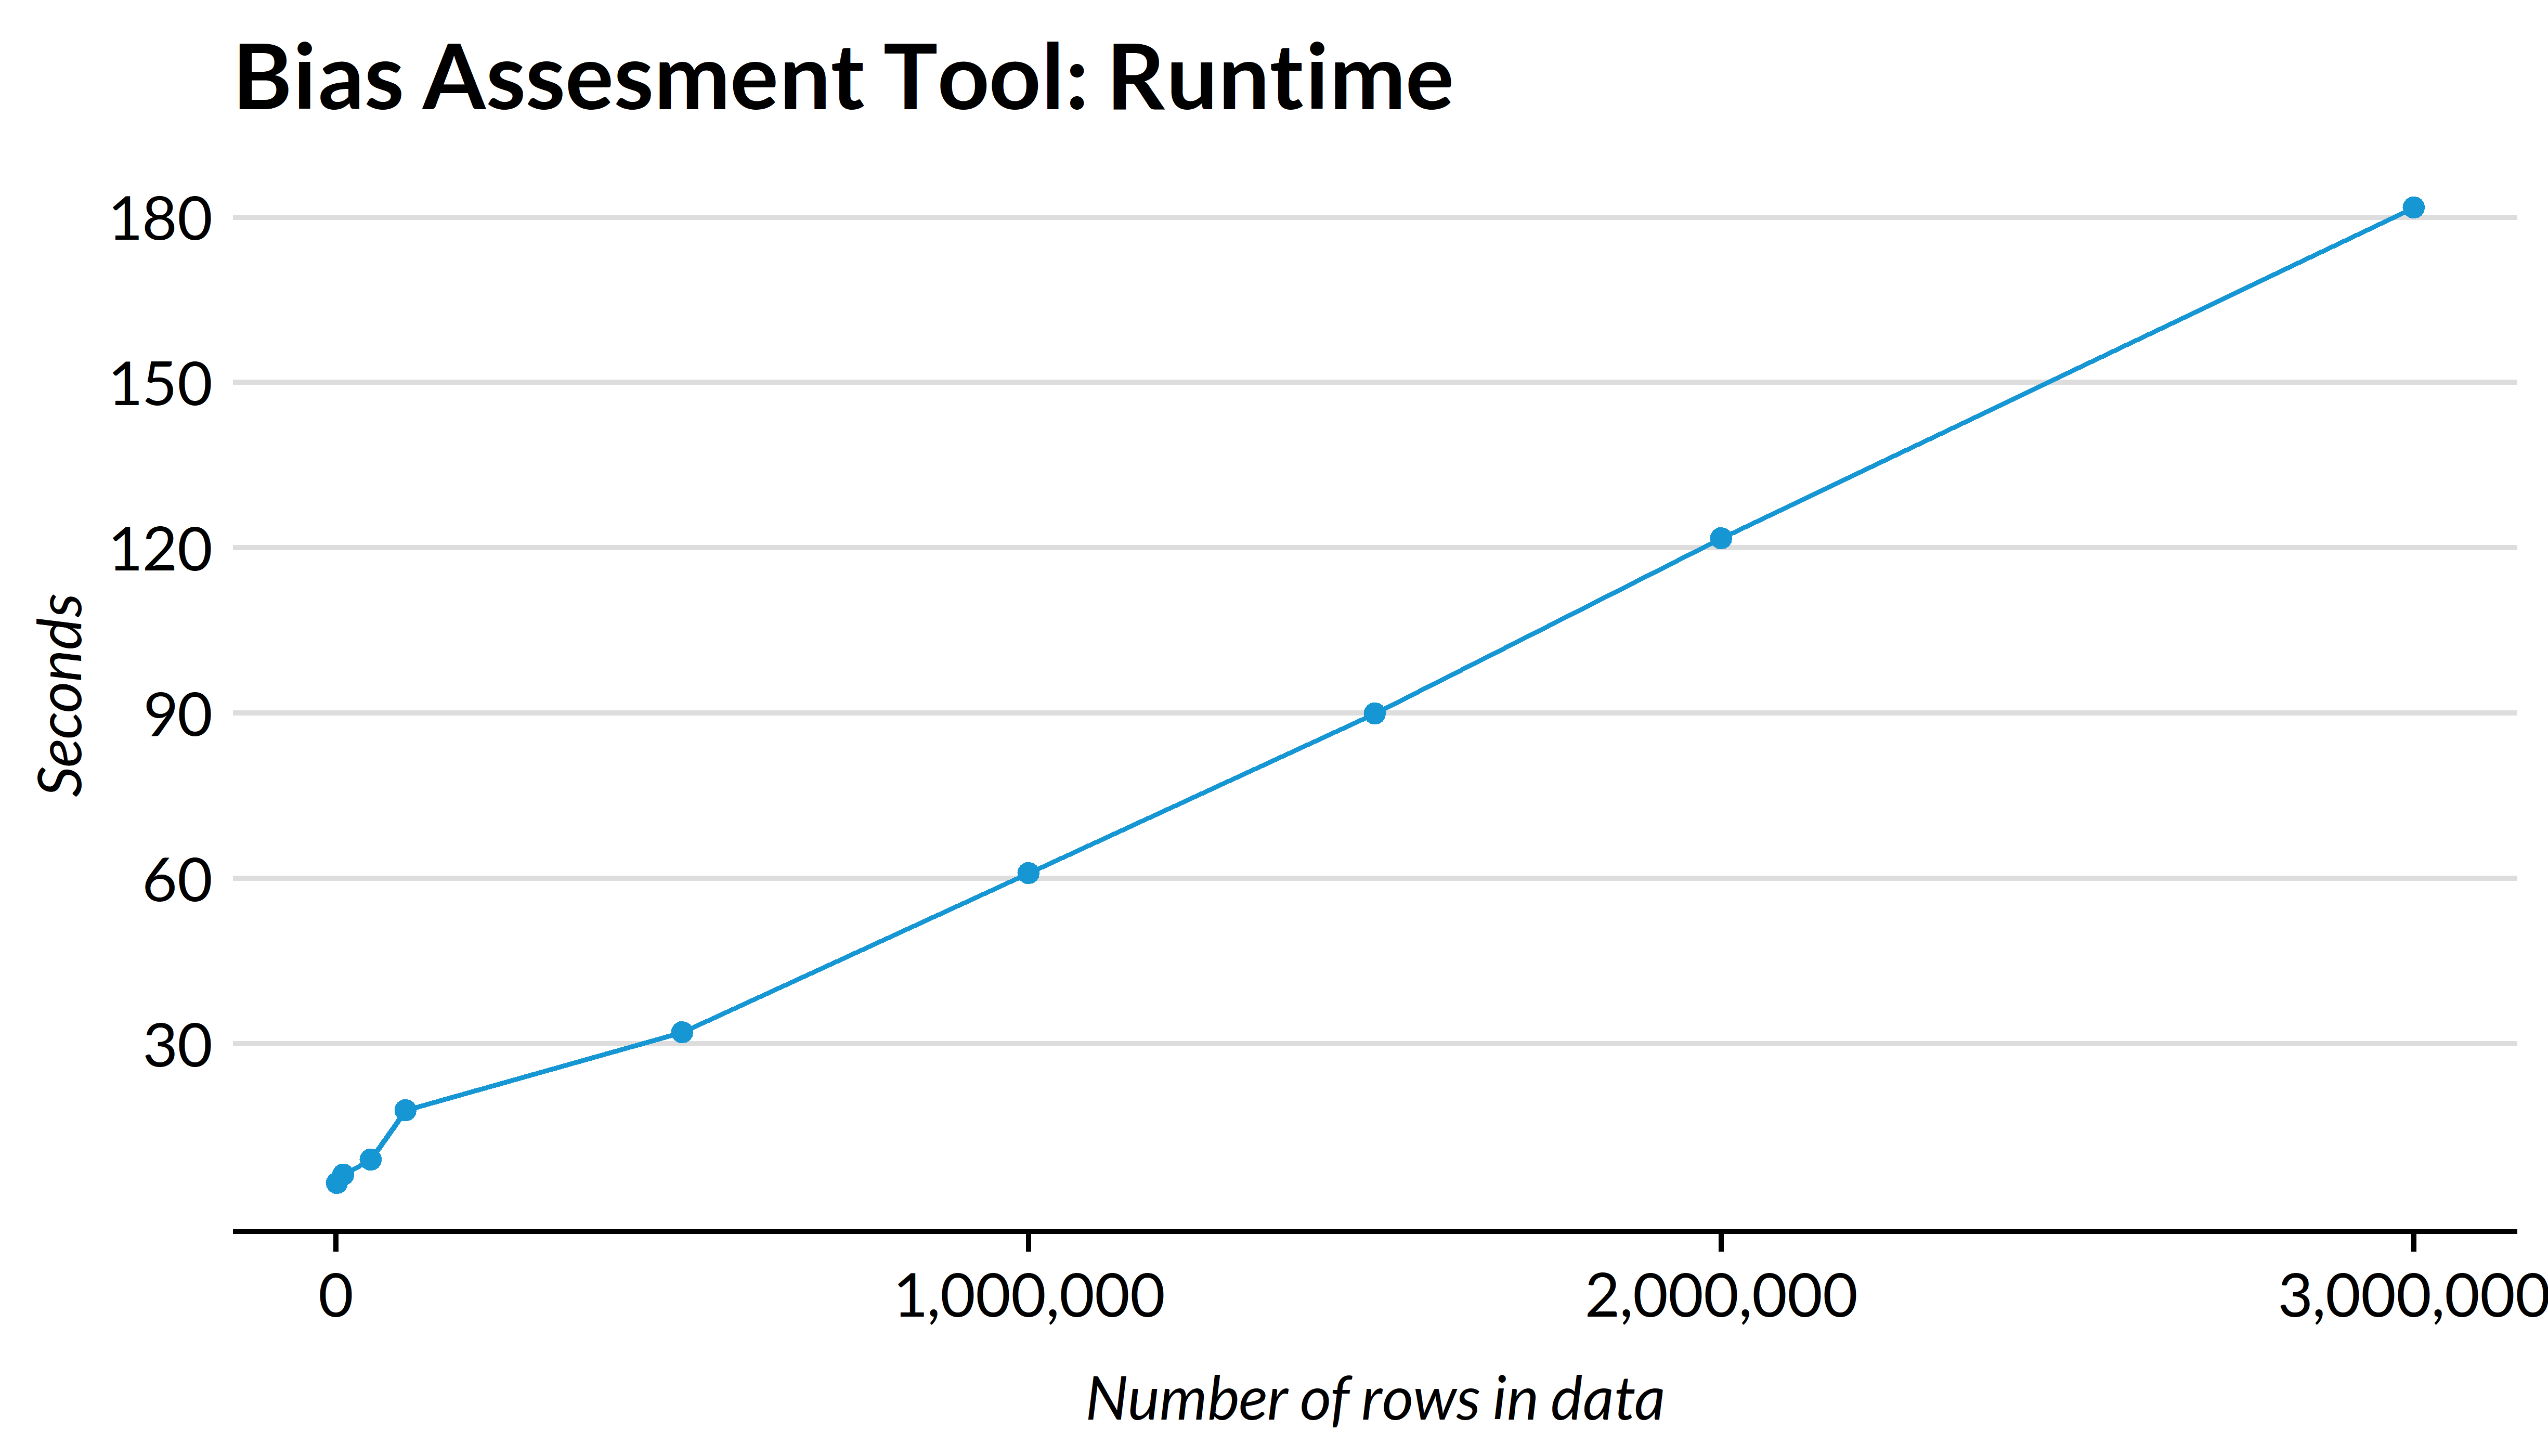 Bias Assesment Tool: Runtime
180
150
120
90
60
30
Seconds
0 1,000,000 2,000,000 3,000,000
Number of rows in data